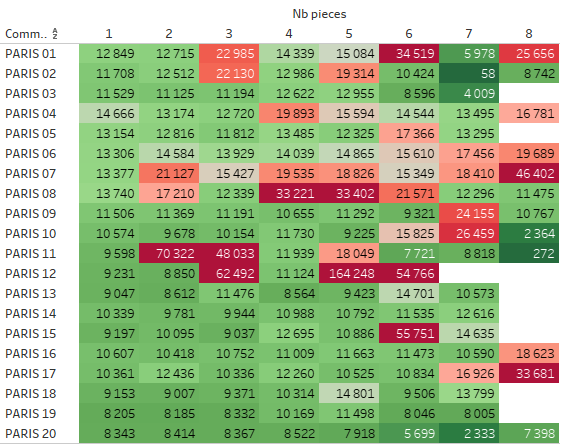 Nb pieces
Comm.. 1 2 3 4 5 6 7 8
PARIS 01 12 849 12 715 22 985 14 339 15 084 34 519 5 978 25 656
PARIS 02 11 708 12 512 22 130 12 986 19 314 10 424 58 8 742
PARIS 03 11 529 11 125 11 194 12 622 12 955 8 596 4 009
PARIS 04 14 666 13 174 12 720 19 893 15 594 14 544 13 495 16 781
PARIS 05 13 154 12 816 11 812 13 485 12 325 17 366 13 295
PARIS 06 13 306 14 584 13 929 14 039 14 865 15 610 17 456 19 689
PARIS 07 13 377 21 127 15 427 19 535 18 826 15 349 18 410 46 402
PARIS 08 13 740 17 210 12 339 33 221 33 402 21 571 12 296 11 475
PARIS 09 11 506 11 369 11 191 10 655 11 292 9 321 24 155 10 767
PARIS 10 10 574 9 678 10 154 11 730 9 225 15 825 26 459 2 364
PARIS 11 9 598 70 322 48 033 11 939 18 049 7 721 8 818 272
PARIS 12 9 231 8 850 62 492 11 124 164 248 54 766
PARIS 13 9 047 8 612 11 476 8 564 9 423 14 701 10 573
PARIS 14 10 339 9 781 9 944 10 988 10 792 11 535 12 616
PARIS 15 9 197 10 095 9 037 12 695 10 886 55 751 14 635
PARIS 16 10 607 10 418 10 752 11 009 11 663 11 473 10 590 18 623
PARIS 17 10 361 12 436 10 336 12 260 10 525 10 834 16 926 33 681
PARIS 18 9 153 9 007 9 371 10 314 14 801 9 506 13 799
PARIS 19 8 205 8 185 8 332 10 169 11 498 8 046 8 005
PARIS 20 8 343 8 414 8 367 8 522 7 918 5 699 2 333 7 398